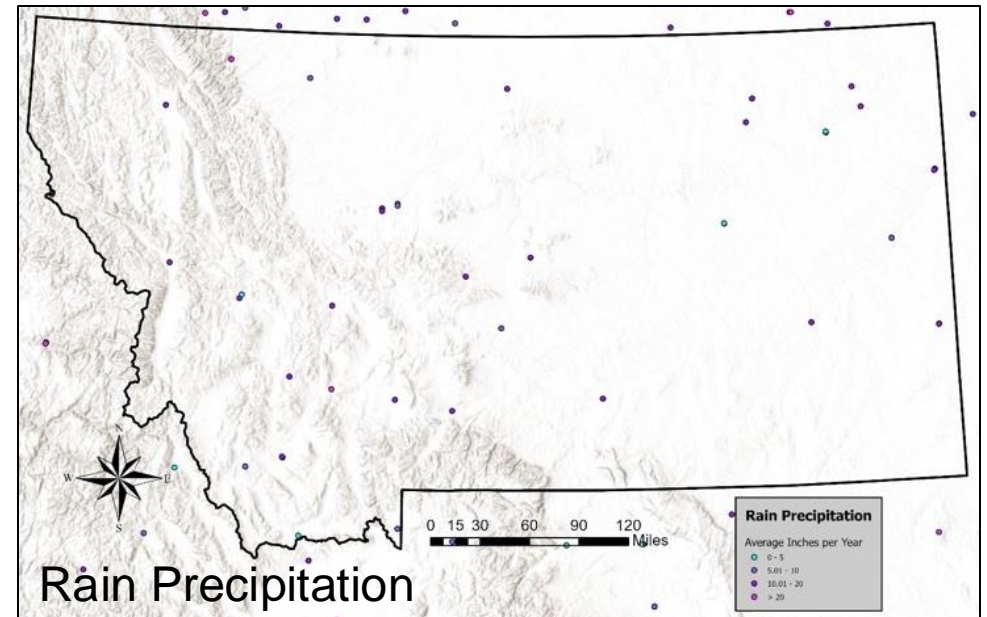 N
W E
S
0 15 30 60 90 120
Miles
Rain Precipitation
Average Inches per Year
0 - 5
5.01 - 10
10.01 - 20
> 20
Rain Precipitation